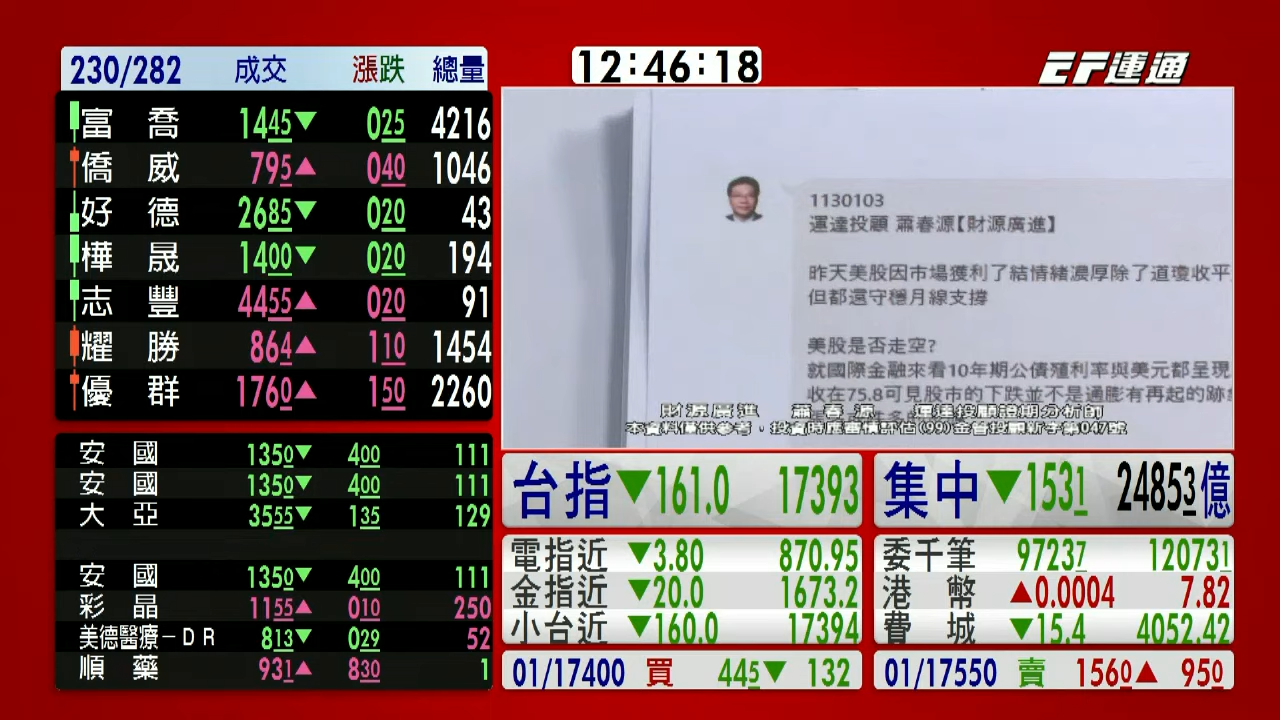 230/282 成交 漲跌 總量
富喬 1445▼ 025 4216
僑威 795▲ 040 1046
好德 2685▼ 020 43
樺晟 1400▼ 020 194
志豐 4455▲ 020 91
耀勝 864▲ 110 1454
優群 1760▲ 150 2260
安國 1350▼ 400 111
安國 1350▼ 400 111
大亞 3555▼ 135 129
安國 1350▼ 400 111
彩晶 1155▲ 010 250
美德醫療-DR 813▼ 029 52
順藥 931▲ 830 1
12:46:18
EF運通
1130103
運達投顧 蕭春源【財源廣進】
昨天美股因市場獲利了結情緒濃厚除了道瓊收平
但都還守穩月線支撐
美股是否走空?
就國際金融來看10年期公債殖利率與美元都呈現
收在75.8可見股市的下跌並不是通膨有再起的跡
財源廣進 蕭春源 運達投顧證期分析師
本資料僅供參考，投資時應審慎評估(99)金管投顧新字第047號
台指▼161.0 17393
集中▼1531 24853億
電指近▼3.80 870.95
金指近▼20.0 1673.2
小台近▼160.0 17394
委千筆 97237 120731
港幣▲0.0004 7.82
費城▼15.4 4052.42
01/17400 買 445▼ 132
01/17550 賣 1560▲ 950